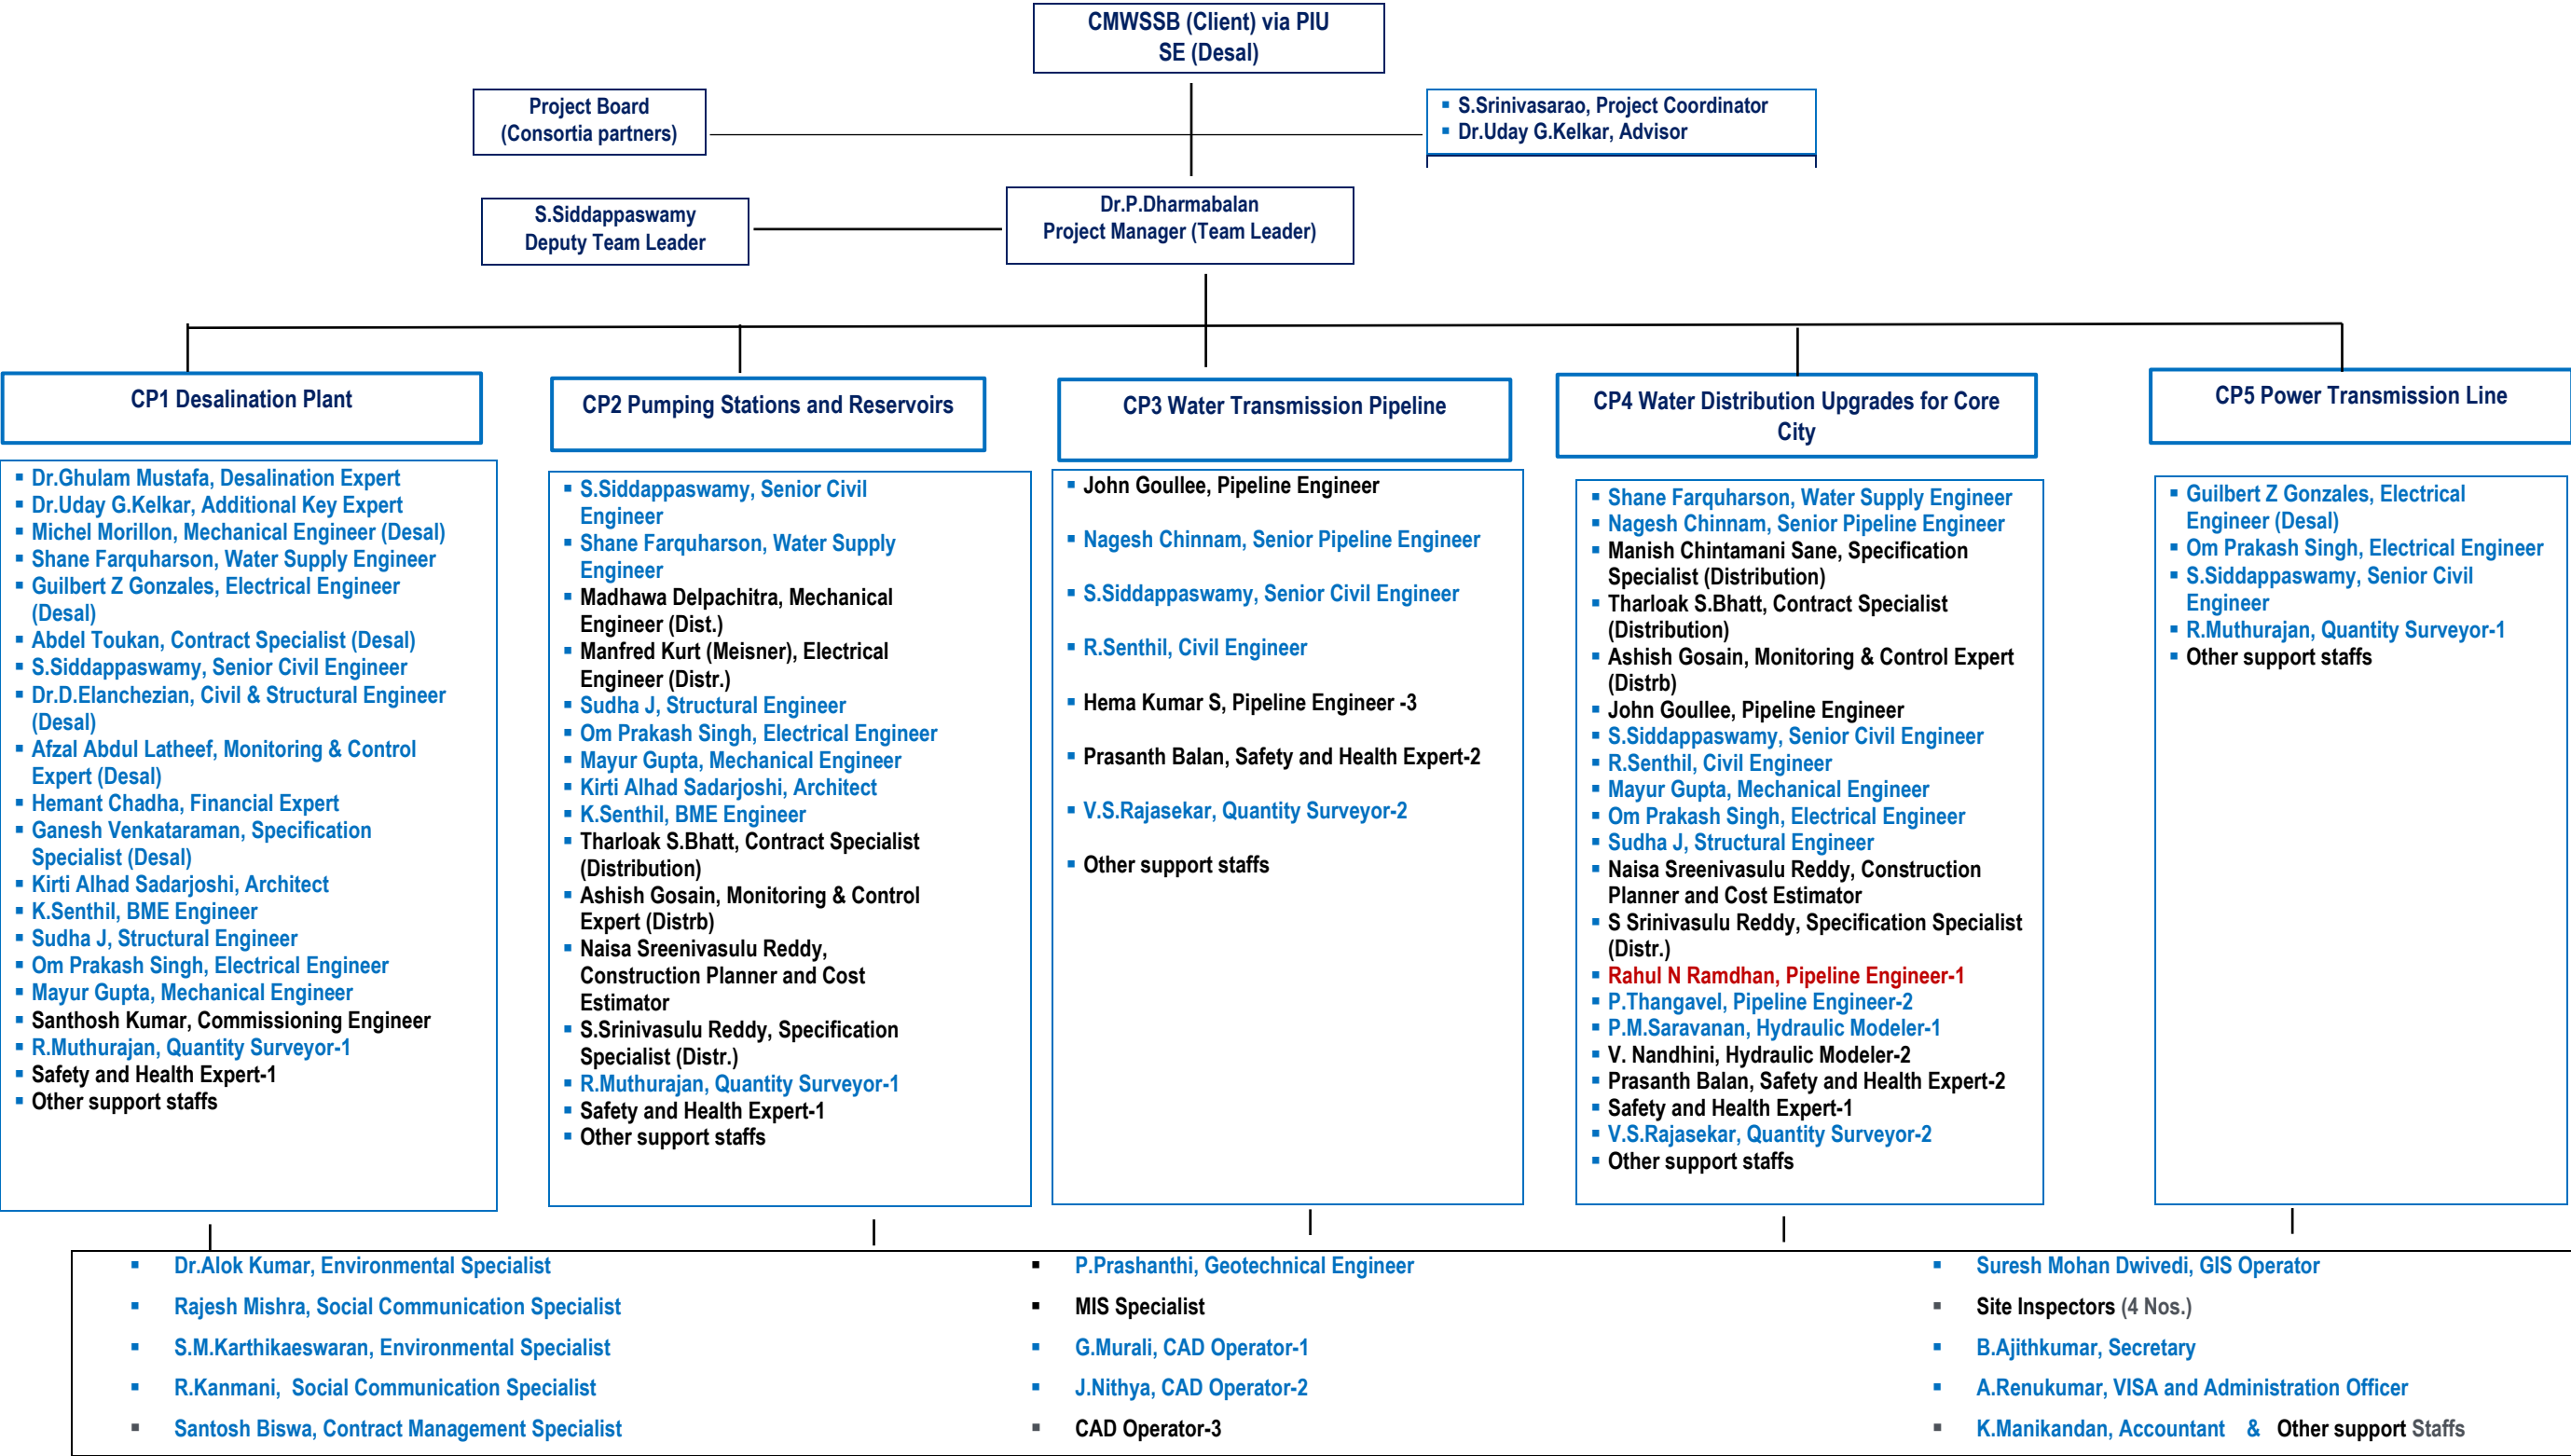 CMWSSB (Client) via PIU
SE (Desal)
Project Board
(Consortia partners)
▪ S.Srinivasarao, Project Coordinator
▪ Dr.Uday G.Kelkar, Advisor
S.Siddappaswamy
Deputy Team Leader
Dr.P.Dharmabalan
Project Manager (Team Leader)
CP1 Desalination Plant
▪ Dr.Ghulam Mustafa, Desalination Expert
▪ Dr.Uday G.Kelkar, Additional Key Expert
▪ Michel Morillon, Mechanical Engineer (Desal)
▪ Shane Farquharson, Water Supply Engineer
▪ Guilbert Z Gonzales, Electrical Engineer
(Desal)
▪ Abdel Toukan, Contract Specialist (Desal)
▪ S.Siddappaswamy, Senior Civil Engineer
▪ Dr.D.Elanchezian, Civil & Structural Engineer
(Desal)
▪ Afzal Abdul Latheef, Monitoring & Control
Expert (Desal)
▪ Hemant Chadha, Financial Expert
▪ Ganesh Venkataraman, Specification
Specialist (Desal)
▪ Kirti Alhad Sadarjoshi, Architect
▪ K.Senthil, BME Engineer
▪ Sudha J, Structural Engineer
▪ Om Prakash Singh, Electrical Engineer
▪ Mayur Gupta, Mechanical Engineer
▪ Santhosh Kumar, Commissioning Engineer
▪ R.Muthurajan, Quantity Surveyor-1
▪ Safety and Health Expert-1
▪ Other support staffs
CP2 Pumping Stations and Reservoirs
▪ S.Siddappaswamy, Senior Civil
Engineer
▪ Shane Farquharson, Water Supply
Engineer
▪ Madhawa Delpachitra, Mechanical
Engineer (Dist.)
▪ Manfred Kurt (Meisner), Electrical
Engineer (Distr.)
▪ Sudha J, Structural Engineer
▪ Om Prakash Singh, Electrical Engineer
▪ Mayur Gupta, Mechanical Engineer
▪ Kirti Alhad Sadarjoshi, Architect
▪ K.Senthil, BME Engineer
▪ Tharloak S.Bhatt, Contract Specialist
(Distribution)
▪ Ashish Gosain, Monitoring & Control
Expert (Distrb)
▪ Naisa Sreenivasulu Reddy,
Construction Planner and Cost
Estimator
▪ S.Srinivasulu Reddy, Specification
Specialist (Distr.)
▪ R.Muthurajan, Quantity Surveyor-1
▪ Safety and Health Expert-1
▪ Other support staffs
CP3 Water Transmission Pipeline
▪ John Goullee, Pipeline Engineer
▪ Nagesh Chinnam, Senior Pipeline Engineer
▪ S.Siddappaswamy, Senior Civil Engineer
▪ R.Senthil, Civil Engineer
▪ Hema Kumar S, Pipeline Engineer -3
▪ Prasanth Balan, Safety and Health Expert-2
▪ V.S.Rajasekar, Quantity Surveyor-2
▪ Other support staffs
CP4 Water Distribution Upgrades for Core
City
▪ Shane Farquharson, Water Supply Engineer
▪ Nagesh Chinnam, Senior Pipeline Engineer
▪ Manish Chintamani Sane, Specification
Specialist (Distribution)
▪ Tharloak S.Bhatt, Contract Specialist
(Distribution)
▪ Ashish Gosain, Monitoring & Control Expert
(Distrb)
▪ John Goullee, Pipeline Engineer
▪ S.Siddappaswamy, Senior Civil Engineer
▪ R.Senthil, Civil Engineer
▪ Mayur Gupta, Mechanical Engineer
▪ Om Prakash Singh, Electrical Engineer
▪ Sudha J, Structural Engineer
▪ Naisa Sreenivasulu Reddy, Construction
Planner and Cost Estimator
▪ S Srinivasulu Reddy, Specification Specialist
(Distr.)
▪ Rahul N Ramdhan, Pipeline Engineer-1
▪ P.Thangavel, Pipeline Engineer-2
▪ P.M.Saravanan, Hydraulic Modeler-1
▪ V. Nandhini, Hydraulic Modeler-2
▪ Prasanth Balan, Safety and Health Expert-2
▪ Safety and Health Expert-1
▪ V.S.Rajasekar, Quantity Surveyor-2
▪ Other support staffs
CP5 Power Transmission Line
▪ Guilbert Z Gonzales, Electrical
Engineer (Desal)
▪ Om Prakash Singh, Electrical Engineer
▪ S.Siddappaswamy, Senior Civil
Engineer
▪ R.Muthurajan, Quantity Surveyor-1
▪ Other support staffs
▪ Dr.Alok Kumar, Environmental Specialist
▪ Rajesh Mishra, Social Communication Specialist
▪ S.M.Karthikaeswaran, Environmental Specialist
▪ R.Kanmani, Social Communication Specialist
▪ Santosh Biswa, Contract Management Specialist
▪ P.Prashanthi, Geotechnical Engineer
▪ MIS Specialist
▪ G.Murali, CAD Operator-1
▪ J.Nithya, CAD Operator-2
▪ CAD Operator-3
▪ Suresh Mohan Dwivedi, GIS Operator
▪ Site Inspectors (4 Nos.)
▪ B.Ajithkumar, Secretary
▪ A.Renukumar, VISA and Administration Officer
▪ K.Manikandan, Accountant & Other support Staffs